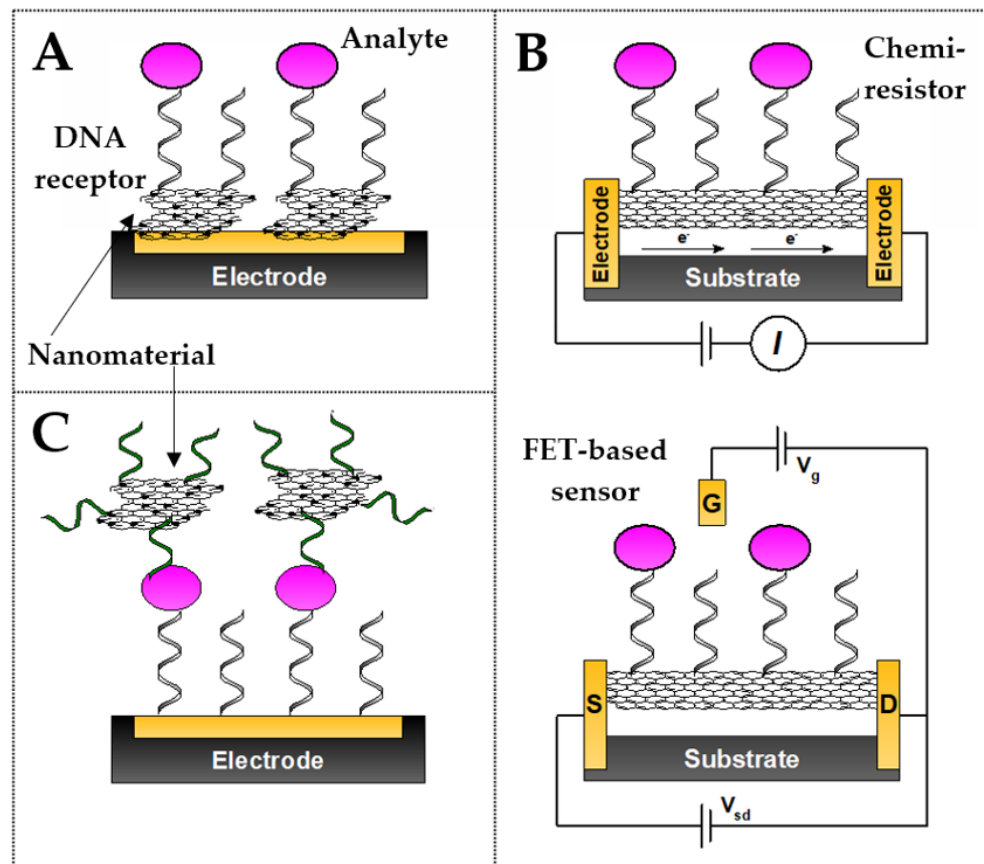 A
Analyte
DNA
receptor
Electrode
Nanomaterial
B
Chemi-
resistor
Electrode
e-
e-
Electrode
Substrate
I
C
Electrode
FET-based
sensor
Vg
G
S
D
Substrate
Vsd